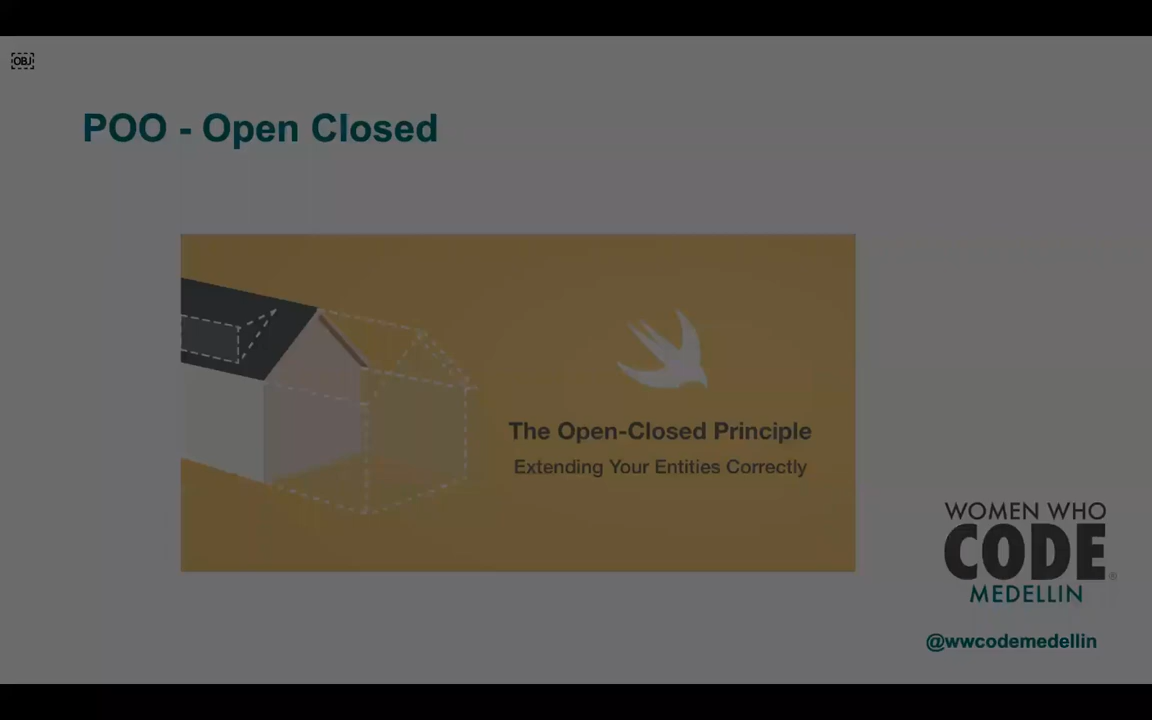 OBJ
POO - Open Closed
The Open-Closed Principle
Extending Your Entities Correctly
WOMEN WHO
CODE®
MEDELLIN
@wwcodemedellin